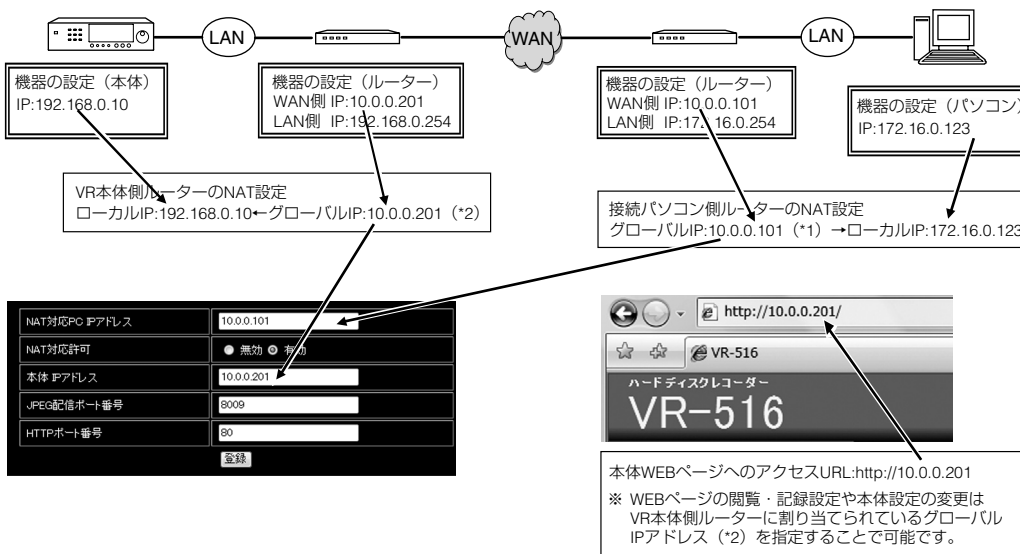 LAN
WAN
LAN
機器の設定（本体）
IP:192.168.0.10
機器の設定（ルーター）
WAN側 IP:10.0.0.201
LAN側 IP:192.168.0.254
機器の設定（ルーター）
WAN側 IP:10.0.0.101
LAN側 IP:172.16.0.254
機器の設定（パソコン）
IP:172.16.0.123
VR本体側ルーターのNAT設定
ローカルIP:192.168.0.10←グローバルIP:10.0.0.201（*2）
接続パソコン側ルーターのNAT設定
グローバルIP:10.0.0.101（*1）→ローカルIP:172.16.0.123
NAT対応PC IPアドレス 10.0.0.101
NAT対応許可 無効 有効
本体 IPアドレス 10.0.0.201
JPEG配信ポート番号 8009
HTTPポート番号 80
登録
http://10.0.0.201/
VR-516
ハードディスクレコーダー
VR-516
本体WEBページへのアクセスURL:http://10.0.0.201
※ WEBページの閲覧・記録設定や本体設定の変更は
VR本体側ルーターに割り当てられているグローバル
IPアドレス（*2）を指定することで可能です。